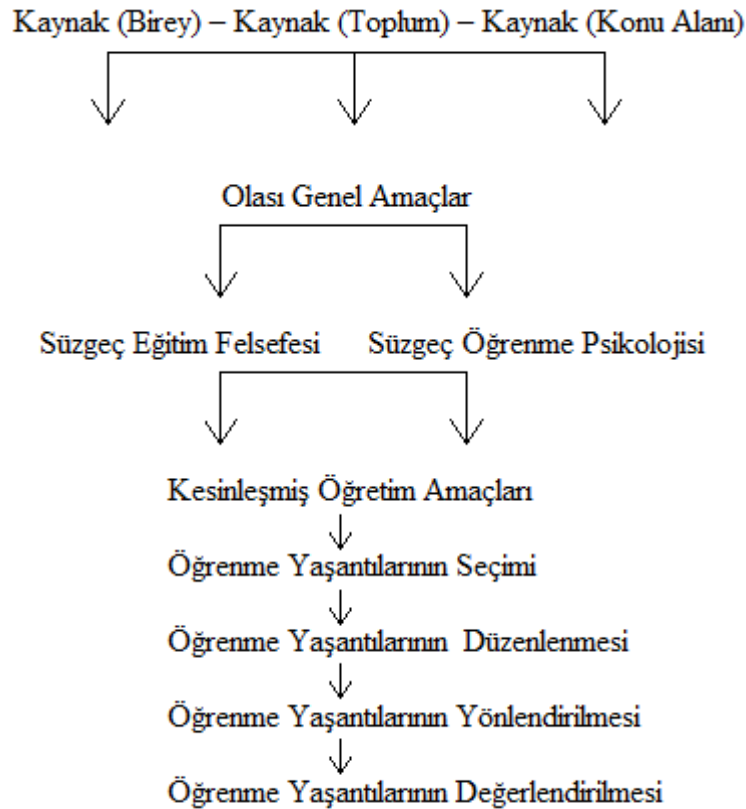 Kaynak (Birey) – Kaynak (Toplum) – Kaynak (Konu Alanı)
Olası Genel Amaçlar
Süzgeç Eğitim Felsefesi Süzgeç Öğrenme Psikolojisi
Kesinleşmiş Öğretim Amaçları
Öğrenme Yaşantılarının Seçimi
Öğrenme Yaşantılarının Düzenlenmesi
Öğrenme Yaşantılarının Yönlendirilmesi
Öğrenme Yaşantılarının Değerlendirilmesi